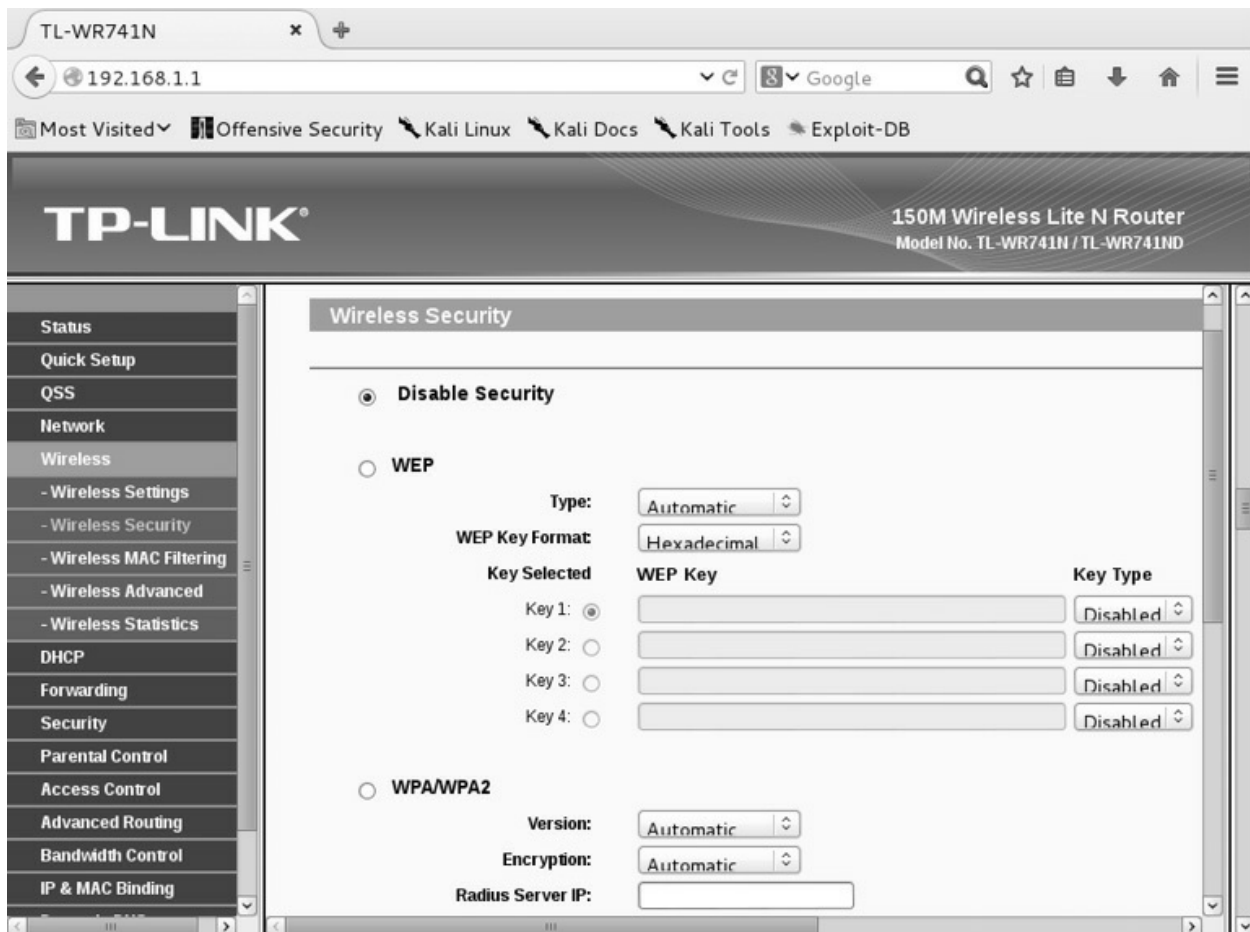 TL-WR741N
192.168.1.1
Google
Most Visited Offensive Security Kali Linux Kali Docs Kali Tools Exploit-DB
TP-LINK®
150M Wireless Lite N Router
Model No. TL-WR741N / TL-WR741ND
Status
Quick Setup
QSS
Network
Wireless
- Wireless Settings
- Wireless Security
- Wireless MAC Filtering
- Wireless Advanced
- Wireless Statistics
DHCP
Forwarding
Security
Parental Control
Access Control
Advanced Routing
Bandwidth Control
IP & MAC Binding
Wireless Security
Disable Security
WEP
Type: Automatic
WEP Key Format: Hexadecimal
Key Selected WEP Key Key Type
Key 1: Disabled
Key 2: Disabled
Key 3: Disabled
Key 4: Disabled
WPA/WPA2
Version: Automatic
Encryption: Automatic
Radius Server IP: